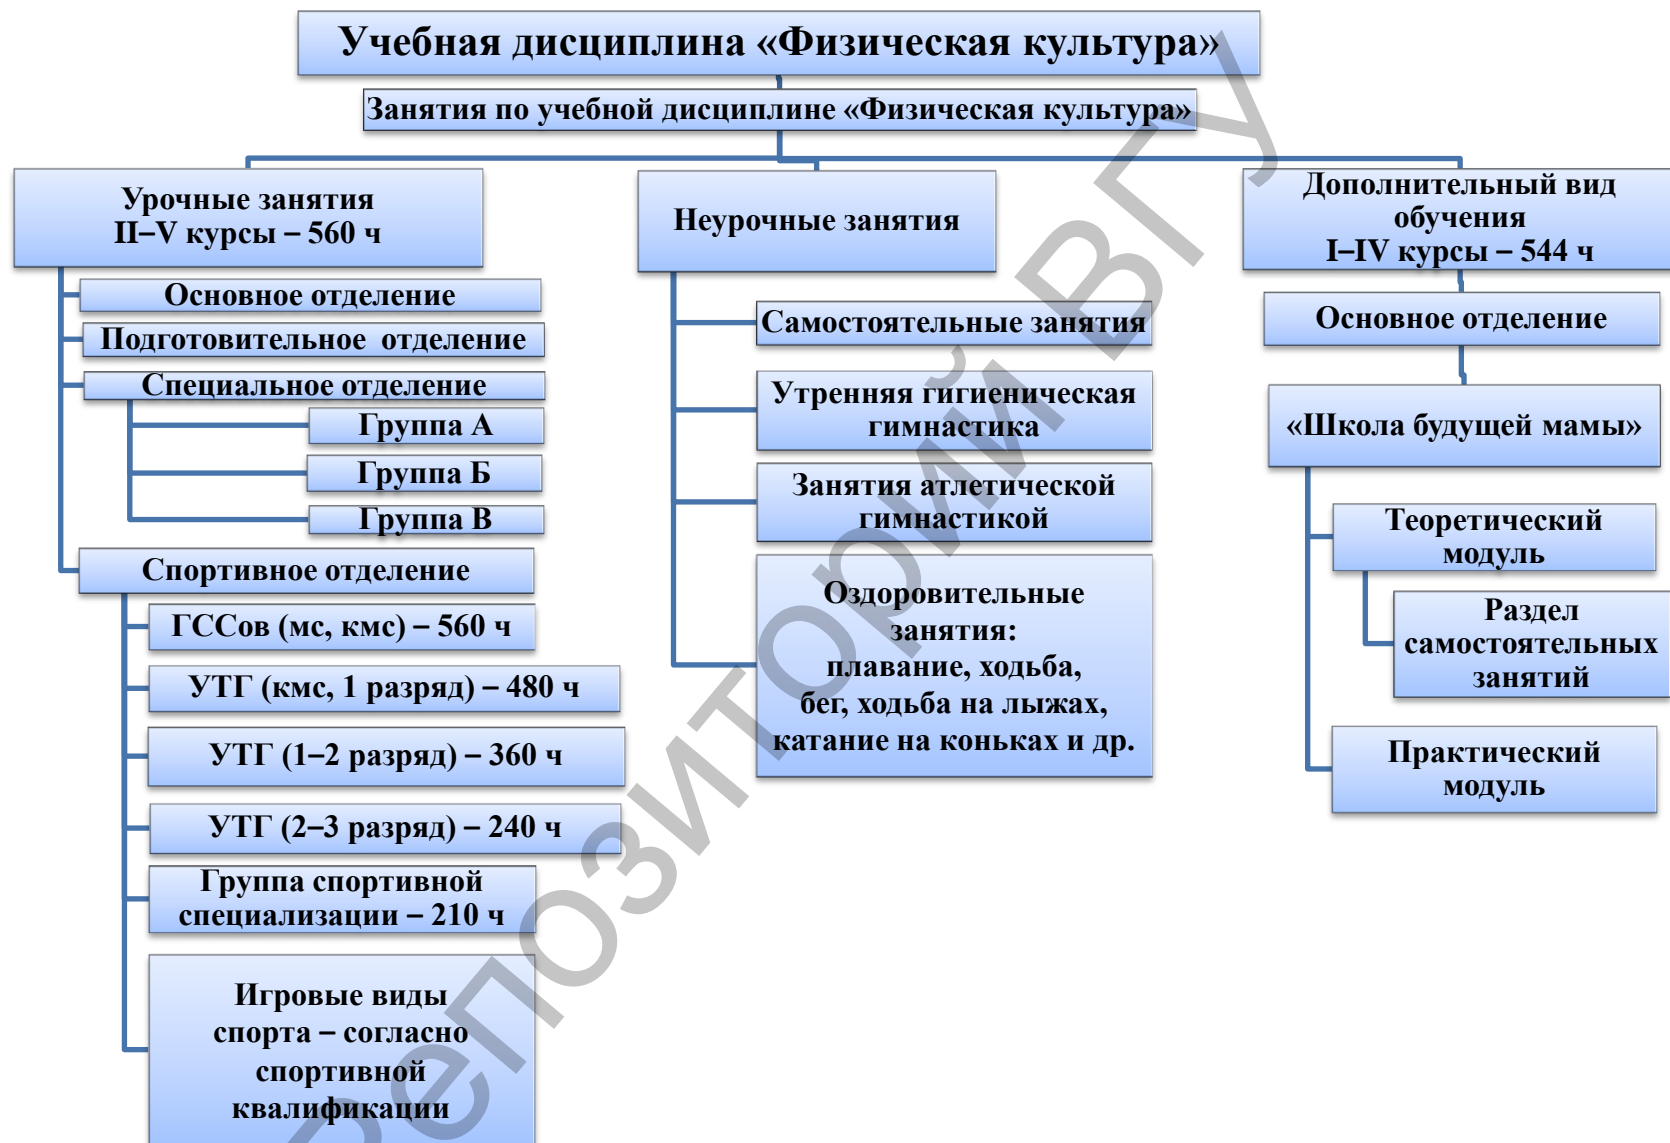 Учебная дисциплина «Физическая культура»
Занятия по учебной дисциплине «Физическая культура»
Урочные занятия
II–V курсы – 560 ч
Основное отделение
Подготовительное отделение
Специальное отделение
Группа А
Группа Б
Группа В
Спортивное отделение
ГССов (мс, кмс) – 560 ч
УТГ (кмс, 1 разряд) – 480 ч
УТГ (1–2 разряд) – 360 ч
УТГ (2–3 разряд) – 240 ч
Группа спортивной
специализации – 210 ч
Игровые виды
спорта – согласно
спортивной
квалификации
Неурочные занятия
Самостоятельные занятия
Утренняя гигиеническая
гимнастика
Занятия атлетической
гимнастикой
Оздоровительные
занятия:
плавание, ходьба,
бег, ходьба на лыжах,
катание на коньках и др.
Дополнительный вид
обучения
I–IV курсы – 544 ч
Основное отделение
«Школа будущей мамы»
Теоретический
модуль
Раздел
самостоятельных
занятий
Практический
модуль
Репозиторий ВГУ